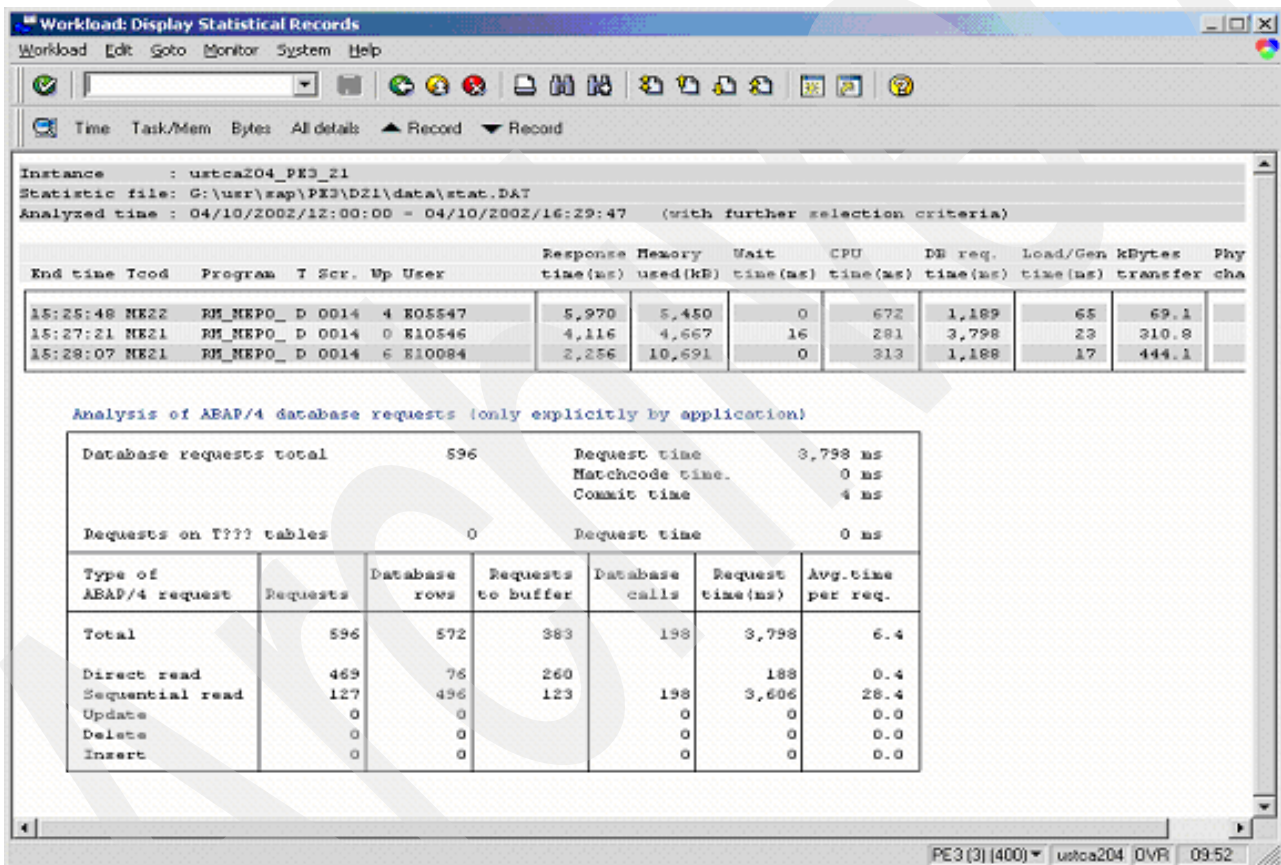 Workload: Display Statistical Records
Workload Edit Goto Monitor System Help
Time Task/Mem Bytes All details Record Record
Instance : ustca204_PE3_21
Statistic file: G:\usr\sap\PE3\D21\data\stat.DAT
Analyzed time : 04/10/2002/12:00:00 - 04/10/2002/16:29:47 (with further selection criteria)
Response Memory Wait CPU DB req. Load/Gen kBytes Phy
End time Tcod Program T Scr. Wp User time(ms) used(kB) time(ms) time(ms) time(ms) time(ms) transfer cha
15:25:48 ME22 RM_MEPO_ D 0014 4 E05547 5,970 5,450 0 672 1,189 65 69.1
15:27:21 ME21 RM_MEPO_ D 0014 0 E10546 4,116 4,667 16 281 3,798 23 310.8
15:28:07 ME21 RM_MEPO_ D 0014 6 E10084 2,256 10,691 0 313 1,188 17 444.1
Analysis of ABAP/4 database requests (only explicitly by application)
Database requests total 596 Request time 3,798 ms
Matchcode time. 0 ms
Commit time 4 ms
Requests on T??? tables 0 Request time 0 ms
Type of Database Requests Database Request Avg.time
ABAP/4 request Requests rows to buffer calls time(ms) per req.
Total 596 572 383 198 3,798 6.4
Direct read 469 76 260 188 0.4
Sequential read 127 496 123 198 3,606 28.4
Update 0 0 0 0 0.0
Delete 0 0 0 0 0.0
Insert 0 0 0 0 0.0
PE3 (3) (400) ustca204 OVR 09:52